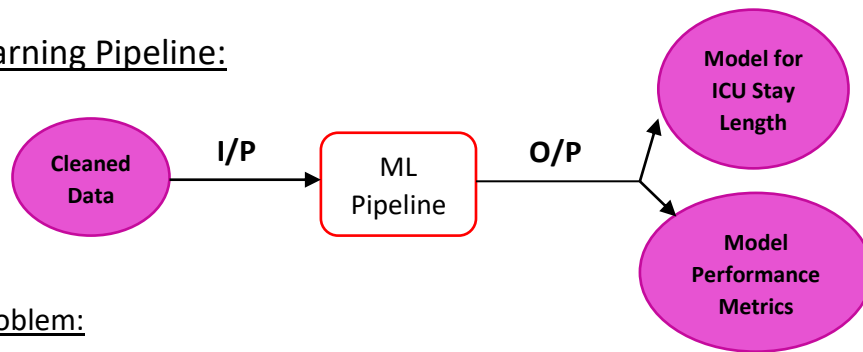 arning Pipeline:
Model for
ICU Stay
Length
I/P
O/P
Cleaned
Data
ML
Pipeline
Model
Performance
Metrics
oblem: